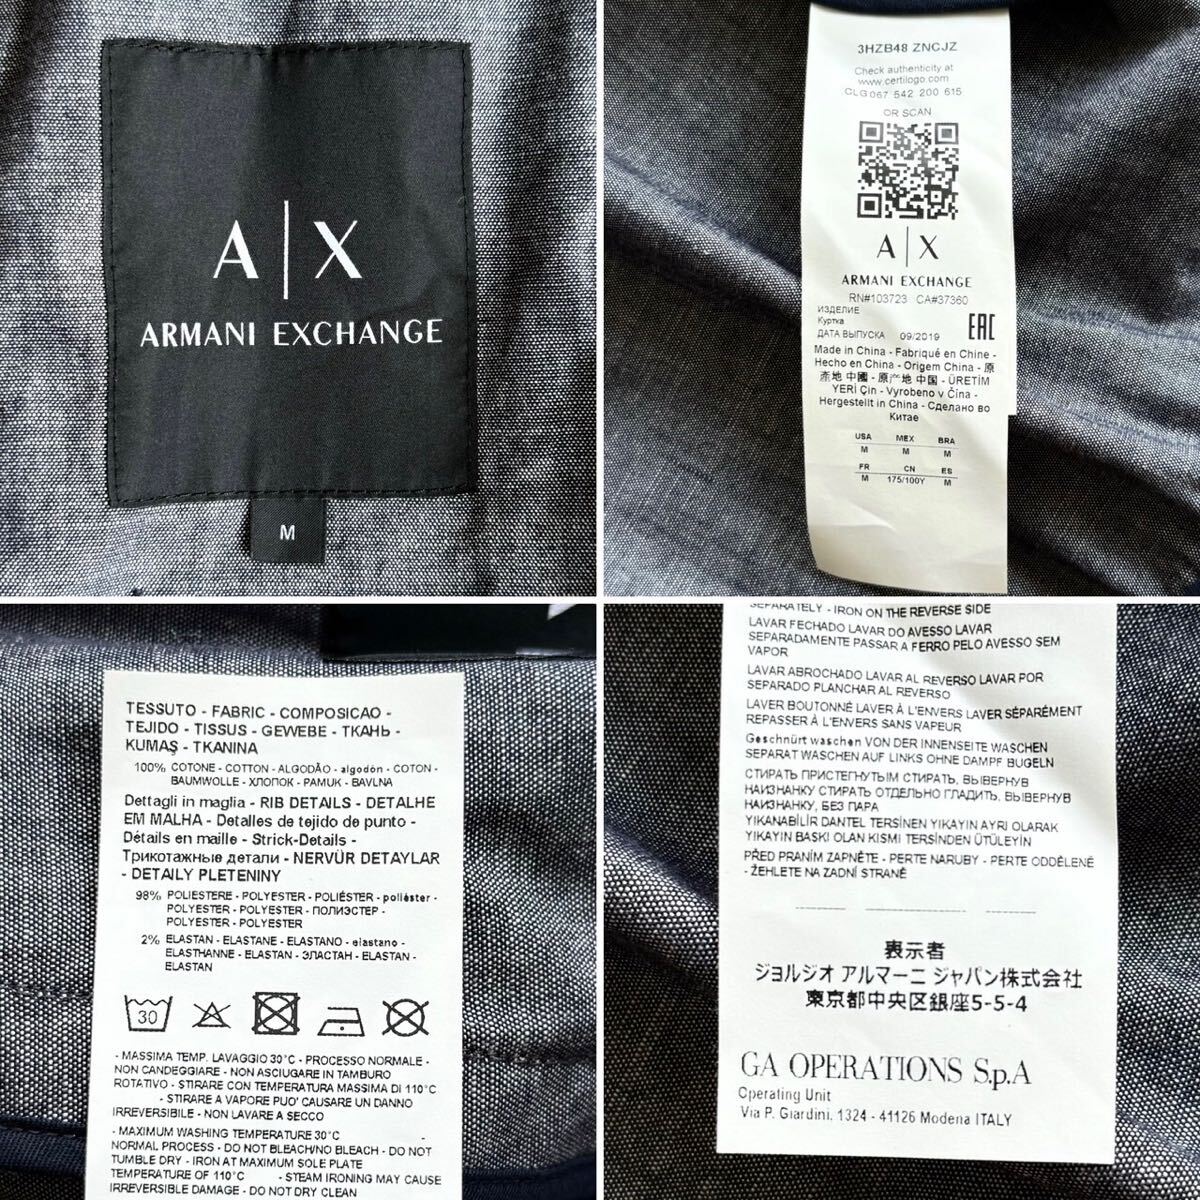 A|X
ARMANI EXCHANGE
M
3HZB48 ZNCJZ
Check authenticity at
www.certilogo.com
CLG 067 542 200 615
OR SCAN
A|X
ARMANI EXCHANGE
RN#103723 CA#37360
ИЗДЕЛИЕ
Куртка
ДАТА ВЫПУСКА 09/2019
EAC
Made in China - Fabriqué en Chine -
Hecho en China - Origem China - 原
產地 中國 - 原产地 中国 - ÜRETİM
YERİ Çin - Vyrobeno v Čína -
Hergestellt in China - Сделано во
Китае
USA MEX BRA
M M M
FR CN ES
M 175/100Y M
TESSUTO - FABRIC - COMPOSICAO -
TEJIDO - TISSUS - GEWEBE - ТКАНЬ -
KUMAŞ - TKANINA
100% COTONE - COTTON - ALGODÃO - algodón - COTON -
BAUMWOLLE - ХЛОПОК - PAMUK - BAVLNA
Dettagli in maglia - RIB DETAILS - DETALHE
EM MALHA - Detalles de tejido de punto -
Détails en maille - Strick-Details -
Трикотажные детали - NERVÜR DETAYLAR
- DETAILY PLETENINY
98% POLIESTERE - POLYESTER - POLIÉSTER - poliéster -
POLYESTER - POLYESTER - ПОЛИЭСТЕР -
POLYESTER - POLYESTER
2% ELASTAN - ELASTANE - ELASTANO - elastano -
ELASTHANNE - ELASTAN - ЭЛАСТАН - ELASTAN -
ELASTAN
30
- MASSIMA TEMP. LAVAGGIO 30°C - PROCESSO NORMALE -
NON CANDEGGIARE - NON ASCIUGARE IN TAMBURO
ROTATIVO - STIRARE CON TEMPERATURA MASSIMA DI 110°C
- STIRARE A VAPORE PUO' CAUSARE UN DANNO
IRREVERSIBILE - NON LAVARE A SECCO
- MAXIMUM WASHING TEMPERATURE 30°C -
NORMAL PROCESS - DO NOT BLEACH/NO BLEACH - DO NOT
TUMBLE DRY - IRON AT MAXIMUM SOLE PLATE
TEMPERATURE OF 110°C - STEAM IRONING MAY CAUSE
IRREVERSIBLE DAMAGE - DO NOT DRY CLEAN
SEPARATELY - IRON ON THE REVERSE SIDE
LAVAR FECHADO LAVAR DO AVESSO LAVAR
SEPARADAMENTE PASSAR A FERRO PELO AVESSO SEM
VAPOR
LAVAR ABROCHADO LAVAR AL REVERSO LAVAR POR
SEPARADO PLANCHAR AL REVERSO
LAVER BOUTONNÉ LAVER À L'ENVERS LAVER SÉPARÉMENT
REPASSER À L'ENVERS SANS VAPEUR
Geschnürt waschen VON DER INNENSEITE WASCHEN
SEPARAT WASCHEN AUF LINKS OHNE DAMPF BÜGELN
СТИРАТЬ ПРИСТЕГНУТЫМ СТИРАТЬ, ВЫВЕРНУВ
НАИЗНАНКУ СТИРАТЬ ОТДЕЛЬНО ГЛАДИТЬ, ВЫВЕРНУВ
НАИЗНАНКУ, БЕЗ ПАРА
YIKANABİLİR DANTEL TERSİNEN YIKAYIN AYRI OLARAK
YIKAYIN BASKI OLAN KISMI TERSİNDEN ÜTÜLEYİN
PŘED PRANÍM ZAPNĚTE - PERTE NARUBY - PERTE ODDĚLENĚ
- ŽEHLETE NA ZADNÍ STRANĚ
表示者
ジョルジオ アルマーニ ジャパン株式会社
東京都中央区銀座5-5-4
GA OPERATIONS S.p.A
Operating Unit
Via P. Giardini, 1324 - 41126 Modena ITALY